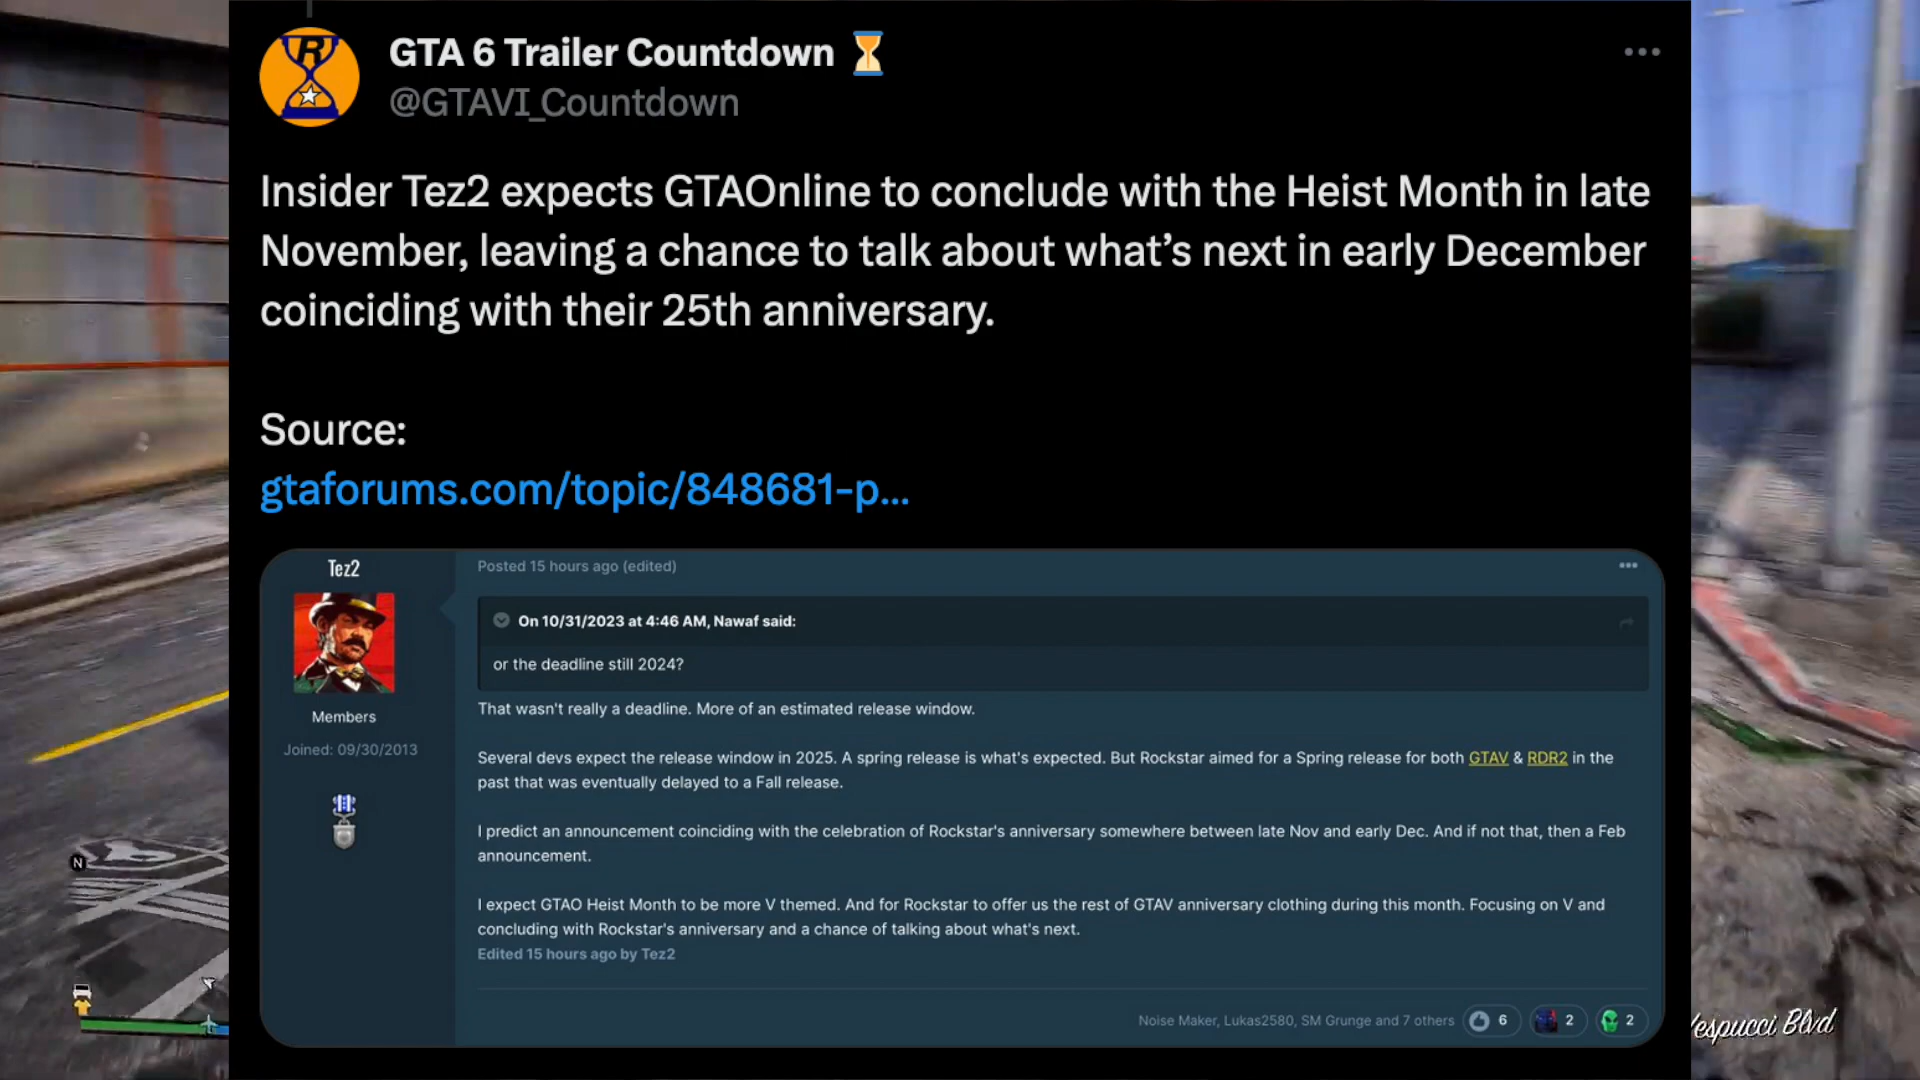 GTA 6 Trailer Countdown ⏳
@GTAVI_Countdown
Insider Tez2 expects GTAOnline to conclude with the Heist Month in late
November, leaving a chance to talk about what’s next in early December
coinciding with their 25th anniversary.
Source:
gtaforums.com/topic/848681-p...
Tez2
Posted 15 hours ago (edited)
On 10/31/2023 at 4:46 AM, Nawaf said:
or the deadline still 2024?
Members
Joined: 09/30/2013
That wasn't really a deadline. More of an estimated release window.
Several devs expect the release window in 2025. A spring release is what's expected. But Rockstar aimed for a Spring release for both GTAV & RDR2 in the
past that was eventually delayed to a Fall release.
I predict an announcement coinciding with the celebration of Rockstar's anniversary somewhere between late Nov and early Dec. And if not that, then a Feb
announcement.
I expect GTAO Heist Month to be more V themed. And for Rockstar to offer us the rest of GTAV anniversary clothing during this month. Focusing on V and
concluding with Rockstar's anniversary and a chance of talking about what's next.
Edited 15 hours ago by Tez2
Noise Maker, Lukas2580, SM Grunge and 7 others 6 2 2
N
espucci Blvd